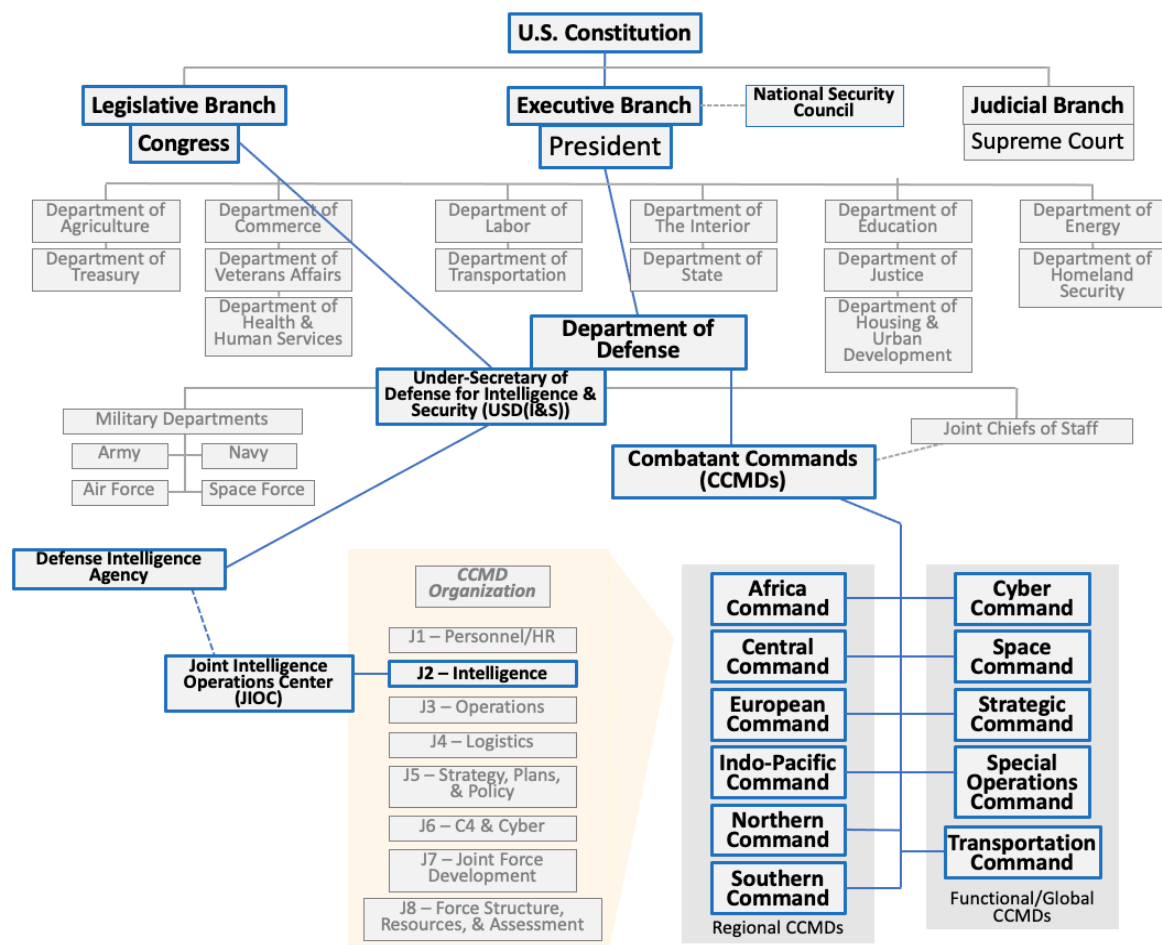 U.S. Constitution
Legislative Branch
Congress
Executive Branch
President
National Security
Council
Judicial Branch
Supreme Court
Department of
Agriculture
Department of
Treasury
Department of
Commerce
Department of
Veterans Affairs
Department of
Health &
Human Services
Department of
Labor
Department of
Transportation
Department of
The Interior
Department of
State
Department of
Education
Department of
Justice
Department of
Housing &
Urban
Development
Department of
Energy
Department of
Homeland
Security
Department of
Defense
Under-Secretary of
Defense for Intelligence &
Security (USD(I&S))
Military Departments
Army
Navy
Air Force
Space Force
Joint Chiefs of Staff
Combatant Commands
(CCMDs)
Defense Intelligence
Agency
Joint Intelligence
Operations Center
(JIOC)
CCMD
Organization
J1 – Personnel/HR
J2 – Intelligence
J3 – Operations
J4 – Logistics
J5 – Strategy, Plans,
& Policy
J6 – C4 & Cyber
J7 – Joint Force
Development
J8 – Force Structure,
Resources, & Assessment
Africa
Command
Central
Command
European
Command
Indo-Pacific
Command
Northern
Command
Southern
Command
Regional CCMDs
Cyber
Command
Space
Command
Strategic
Command
Special
Operations
Command
Transportation
Command
Functional/Global
CCMDs